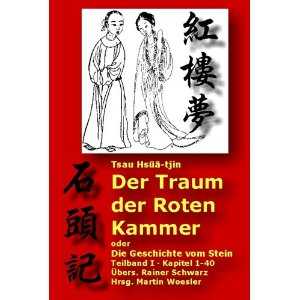 紅樓夢
石頭記
Tsau Hsüä-tjin
Der Traum
der Roten
Kammer
oder
Die Geschichte vom Stein
Teilband I · Kapitel 1-40
Übers. Rainer Schwarz
Hrsg. Martin Woesler